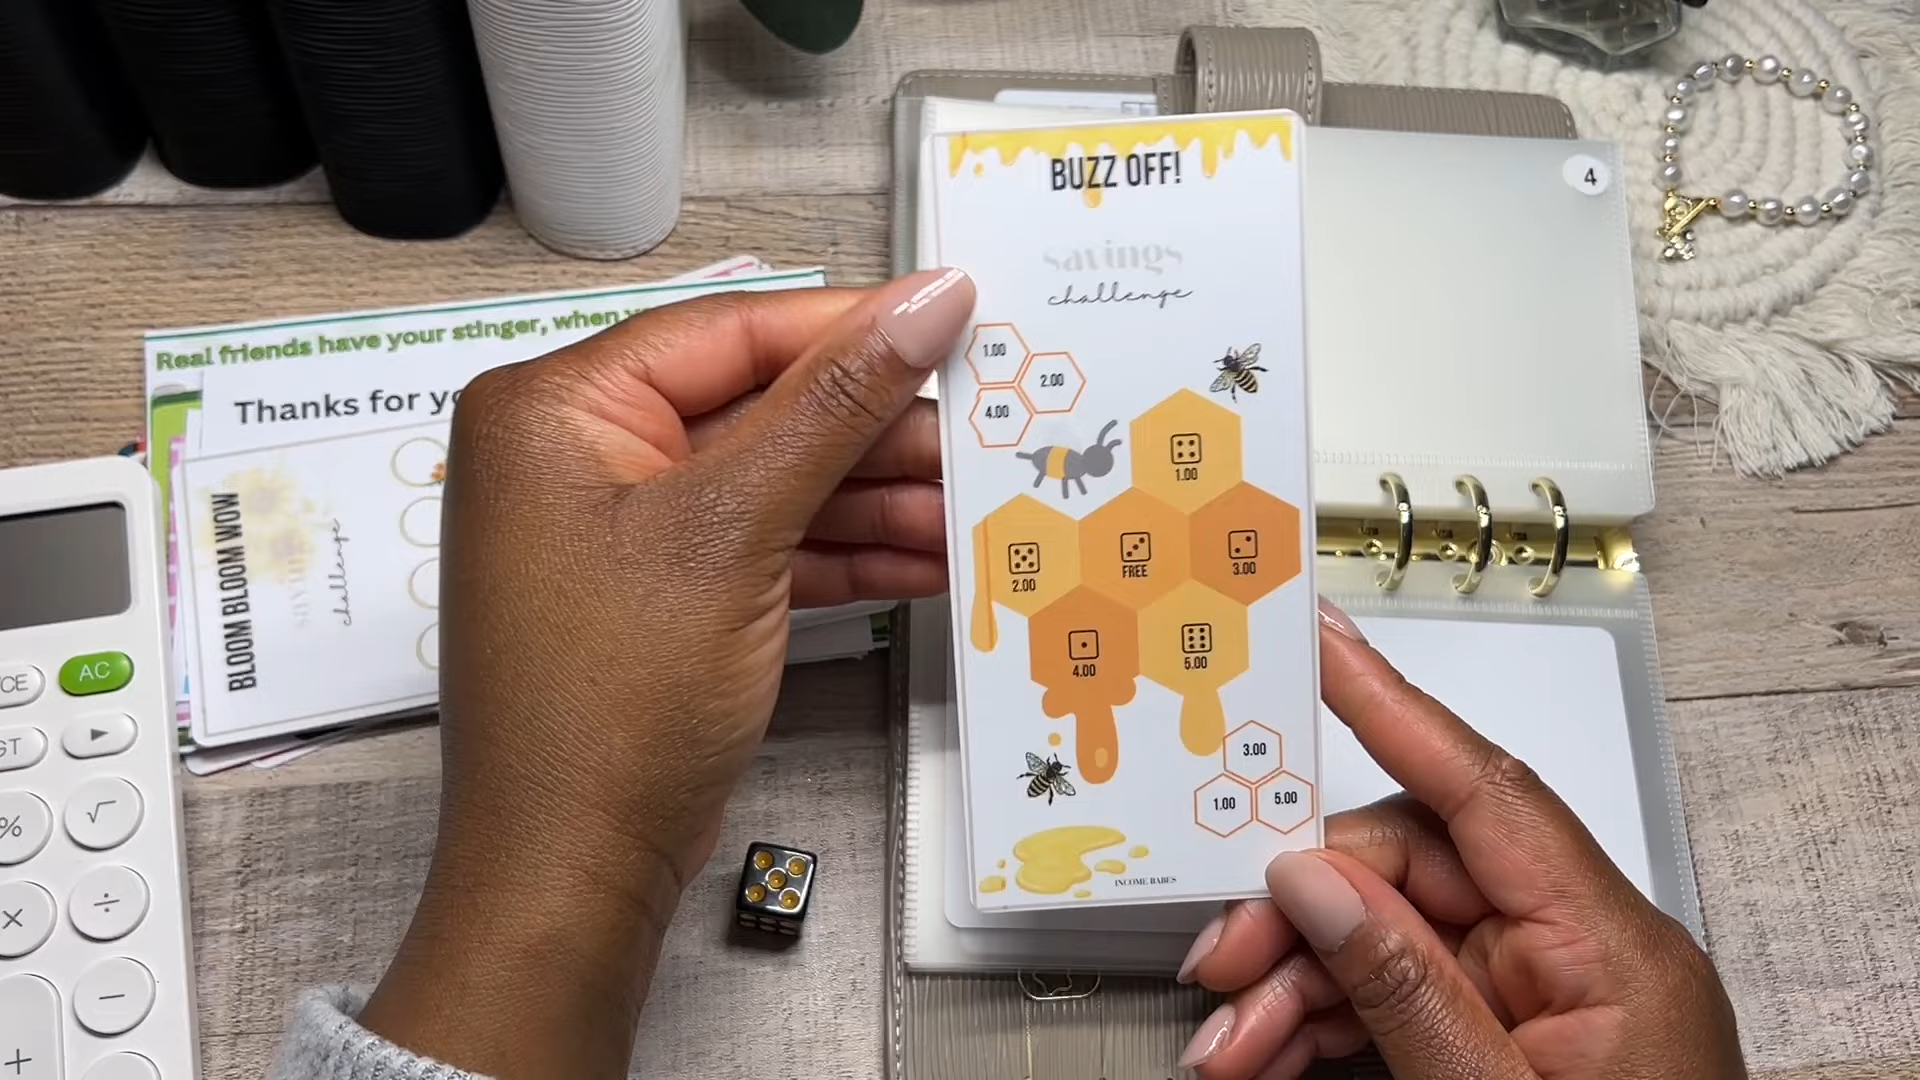 BUZZ OFF!
savings
challenge
1.00
2.00
4.00
1.00
2.00
FREE
3.00
4.00
5.00
3.00
1.00
5.00
INCOME BABES
4
Real friends have your stinger, when
Thanks for
BLOOM BLOOM WOW
SAVINGS
challenge
AC
CE
GT
%
√
×
÷
−
+